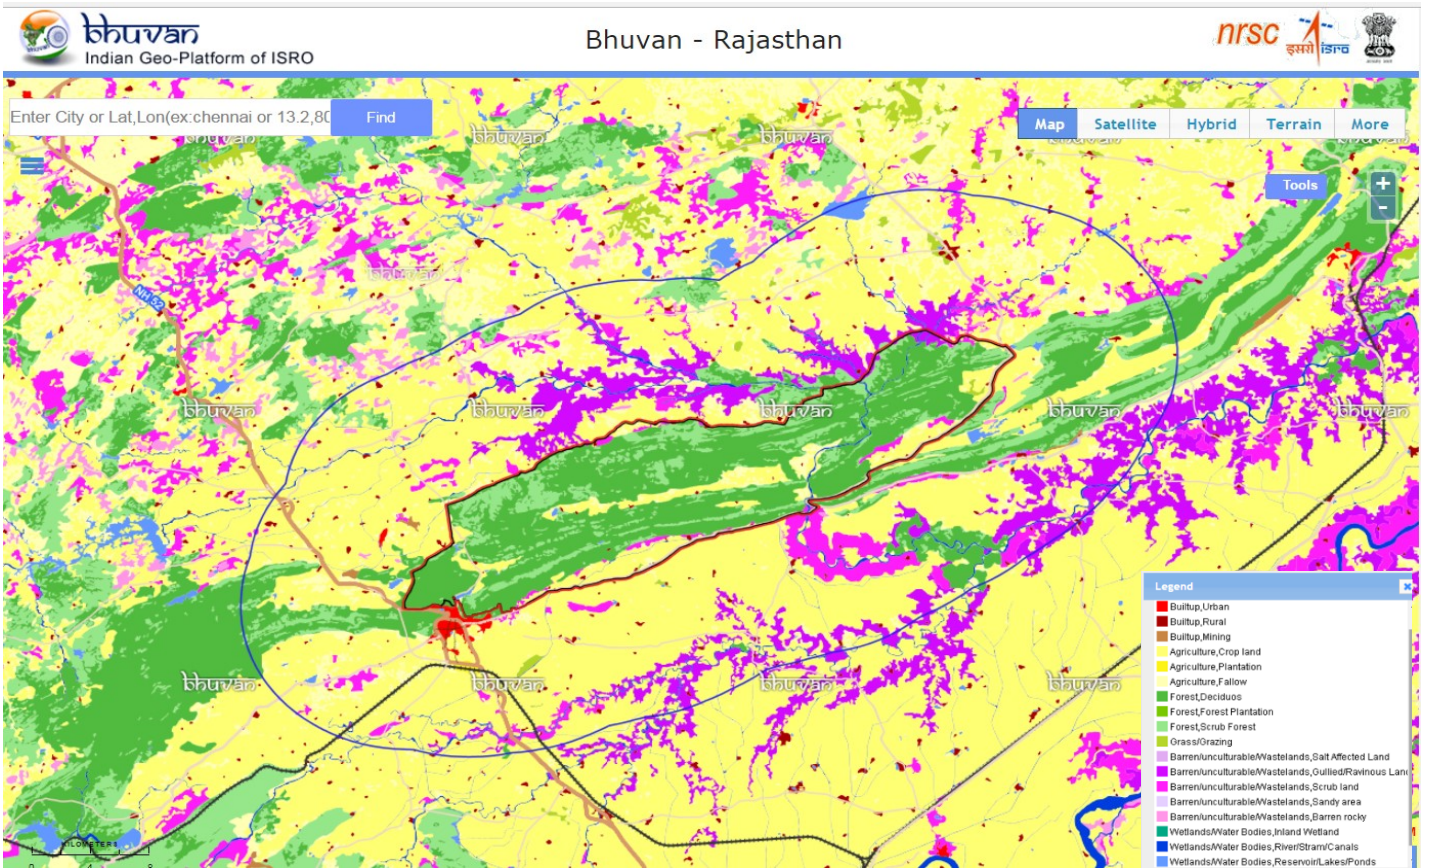 bhuvan
Indian Geo-Platform of ISRO
Bhuvan - Rajasthan
nrsc
इसरो isro
Enter City or Lat,Lon(ex:chennai or 13.2,80
Find
Map
Satellite
Hybrid
Terrain
More
bhuvan
bhuvan
bhuvan
bhuvan
Tools
+
-
bhuvan
NH 52
bhuvan
bhuvan
bhuvan
bhuvan
bhuvan
bhuvan
bhuvan
bhuvan
bhuvan
Legend
Builtup,Urban
Builtup,Rural
Builtup,Mining
Agriculture,Crop land
Agriculture,Plantation
Agriculture,Fallow
Forest,Deciduos
Forest,Forest Plantation
Forest,Scrub Forest
Grass/Grazing
Barren/unculturable/Wastelands,Salt Affected Land
Barren/unculturable/Wastelands,Gullied/Ravinous Land
Barren/unculturable/Wastelands,Scrub land
Barren/unculturable/Wastelands,Sandy area
Barren/unculturable/Wastelands,Barren rocky
Wetlands/Water Bodies,Inland Wetland
Wetlands/Water Bodies,River/Stram/Canals
Wetlands/Water Bodies,Reservoir/Lakes/Ponds
KILOMETERS